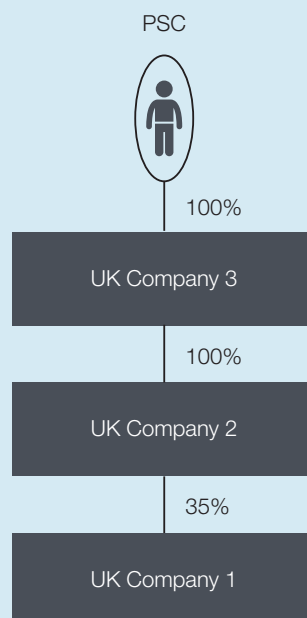 PSC
100%
UK Company 3
100%
UK Company 2
35%
UK Company 1